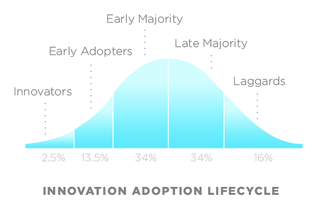 Early Majority
Early Adopters
Late Majority
Innovators
Laggards
2.5% 13.5% 34% 34% 16%
INNOVATION ADOPTION LIFECYCLE